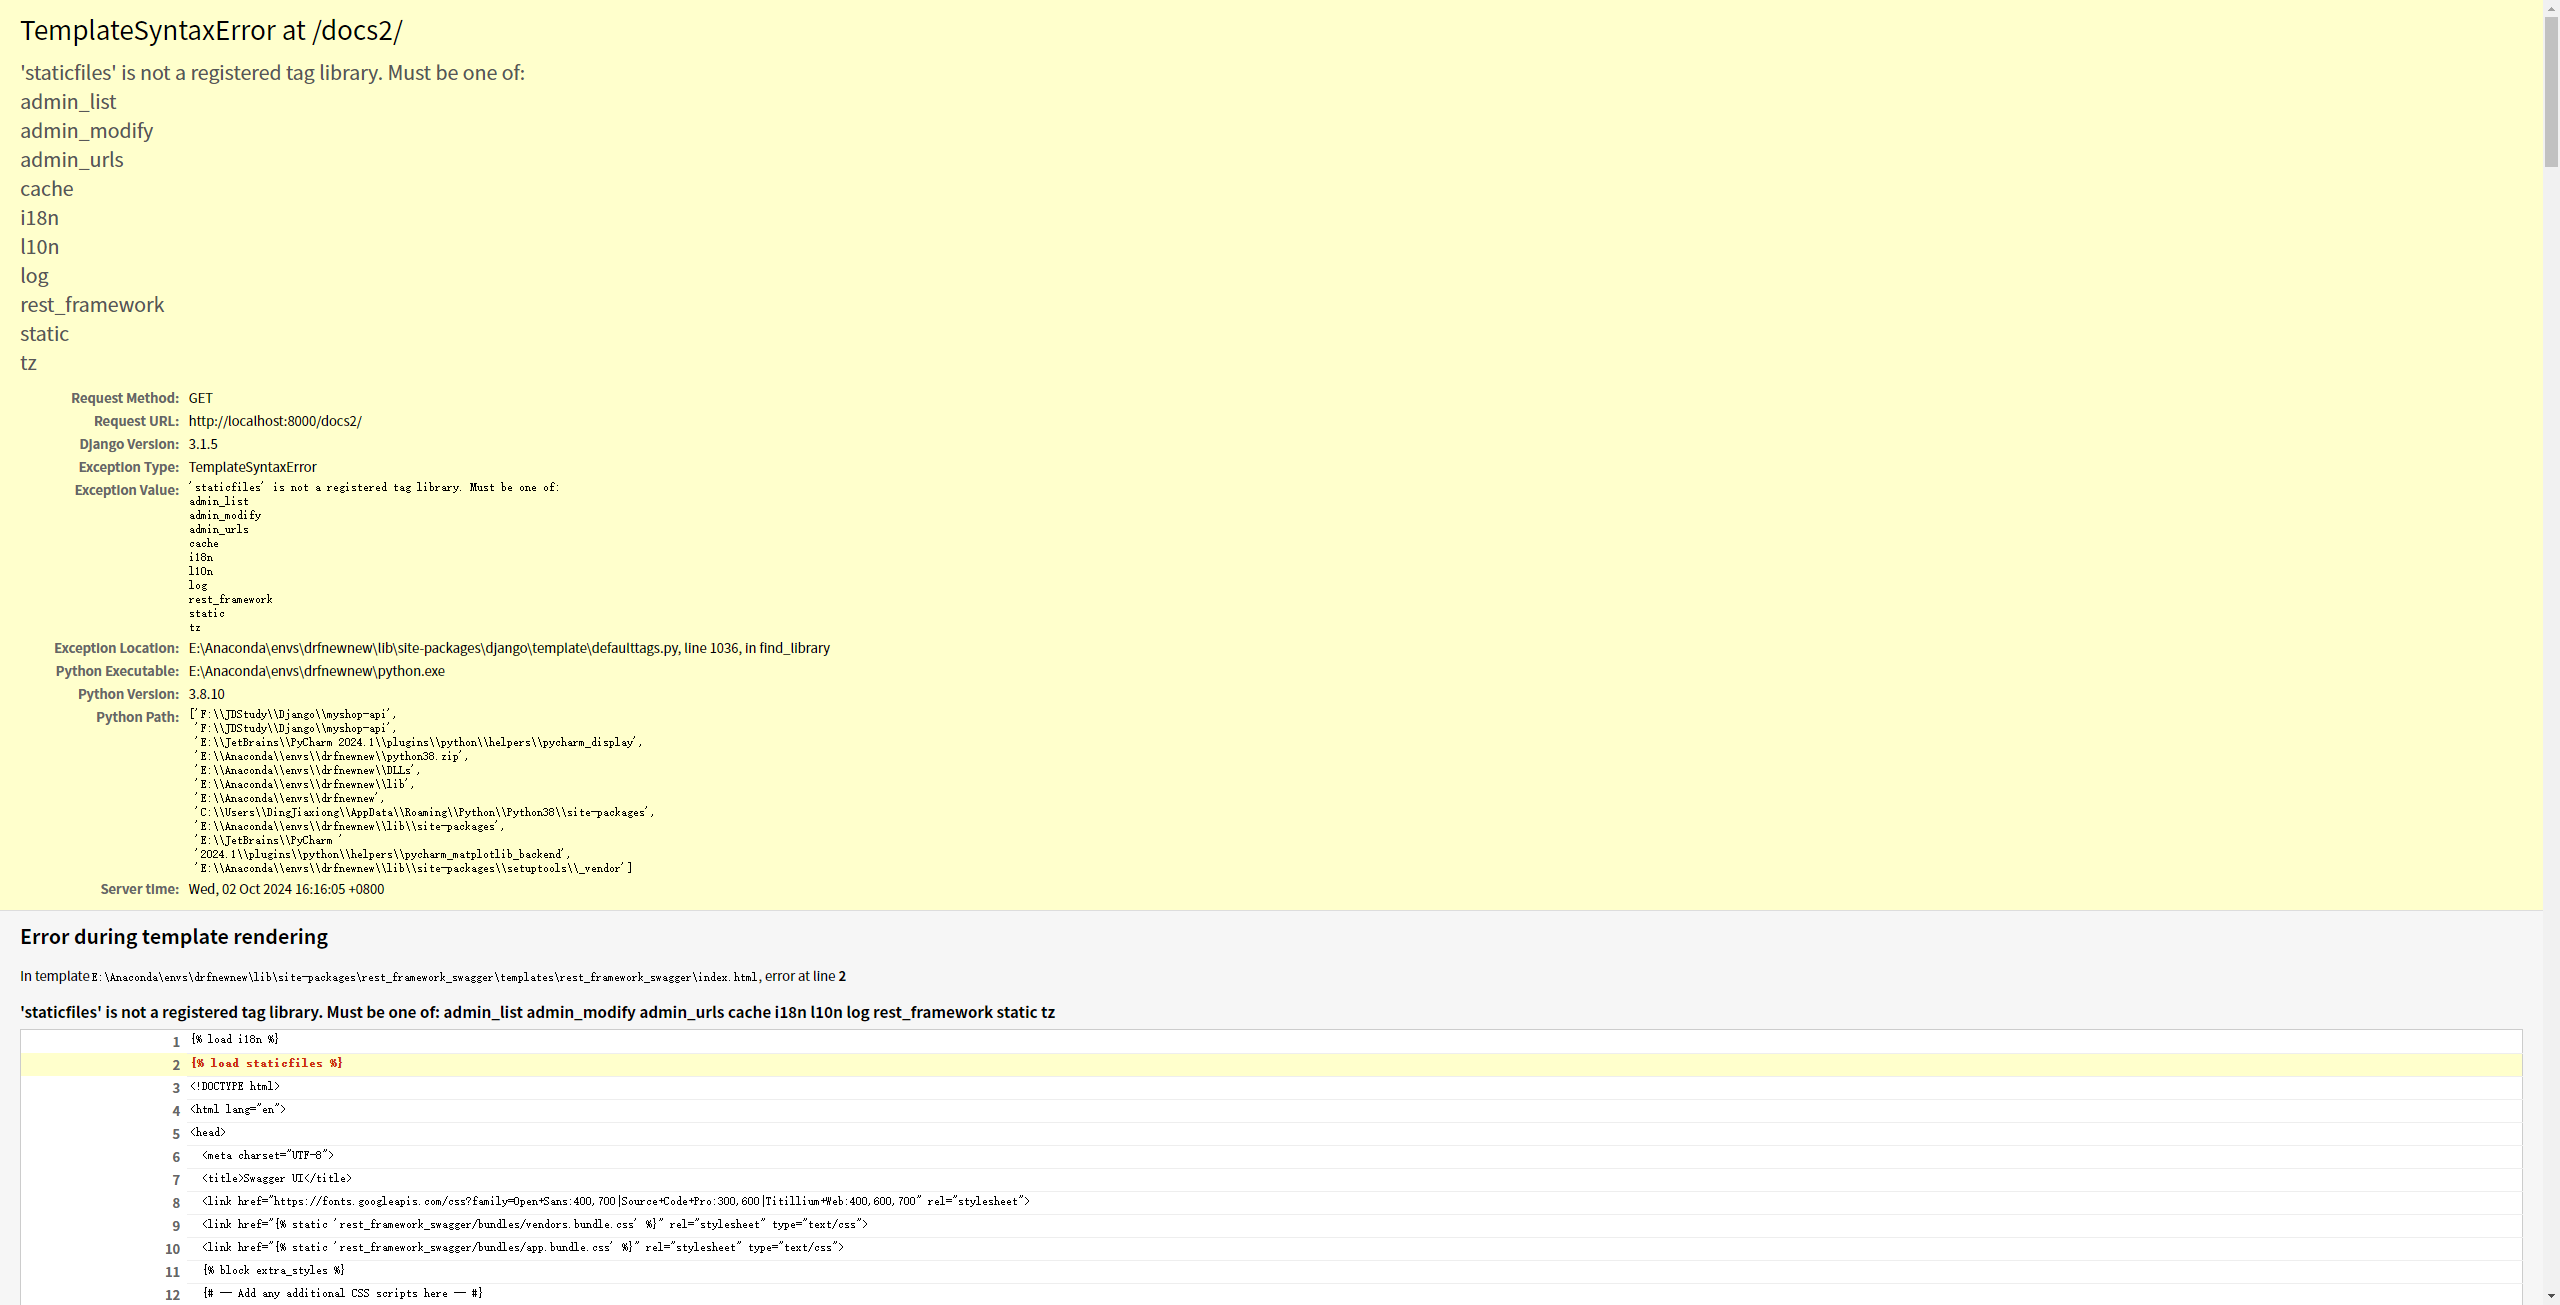 TemplateSyntaxError at /docs2/
'staticfiles' is not a registered tag library. Must be one of:
admin_list
admin_modify
admin_urls
cache
i18n
l10n
log
rest_framework
static
tz
Request Method: GET
Request URL: http://localhost:8000/docs2/
Django Version: 3.1.5
Exception Type: TemplateSyntaxError
Exception Value: 'staticfiles' is not a registered tag library. Must be one of:
admin_list
admin_modify
admin_urls
cache
i18n
l10n
log
rest_framework
static
tz
Exception Location: E:\Anaconda\envs\drfnewnew\lib\site-packages\django\template\defaulttags.py, line 1036, in find_library
Python Executable: E:\Anaconda\envs\drfnewnew\python.exe
Python Version: 3.8.10
Python Path: ['F:\\JDStudy\\Django\\myshop-api',
'F:\\JDStudy\\Django\\myshop-api',
'E:\\JetBrains\\PyCharm 2024.1\\plugins\\python\\helpers\\pycharm_display',
'E:\\Anaconda\\envs\\drfnewnew\\python38.zip',
'E:\\Anaconda\\envs\\drfnewnew\\DLLs',
'E:\\Anaconda\\envs\\drfnewnew\\lib',
'E:\\Anaconda\\envs\\drfnewnew',
'C:\\Users\\DingJiaxiong\\AppData\\Roaming\\Python\\Python38\\site-packages',
'E:\\Anaconda\\envs\\drfnewnew\\lib\\site-packages',
'E:\\JetBrains\\PyCharm '
'2024.1\\plugins\\python\\helpers\\pycharm_matplotlib_backend',
'E:\\Anaconda\\envs\\drfnewnew\\lib\\site-packages\\setuptools\\_vendor']
Server time: Wed, 02 Oct 2024 16:16:05 +0800
Error during template rendering
In template E:\Anaconda\envs\drfnewnew\lib\site-packages\rest_framework_swagger\templates\rest_framework_swagger\index.html, error at line 2
'staticfiles' is not a registered tag library. Must be one of: admin_list admin_modify admin_urls cache i18n l10n log rest_framework static tz
1 {% load i18n %}
2 {% load staticfiles %}
3 <!DOCTYPE html>
4 <html lang="en">
5 <head>
6 <meta charset="UTF-8">
7 <title>Swagger UI</title>
8 <link href="https://fonts.googleapis.com/css?family=Open+Sans:400,700|Source+Code+Pro:300,600|Titillium+Web:400,600,700" rel="stylesheet">
9 <link href="{% static 'rest_framework_swagger/bundles/vendors.bundle.css' %}" rel="stylesheet" type="text/css">
10 <link href="{% static 'rest_framework_swagger/bundles/app.bundle.css' %}" rel="stylesheet" type="text/css">
11 {% block extra_styles %}
12 {# -- Add any additional CSS scripts here -- #}